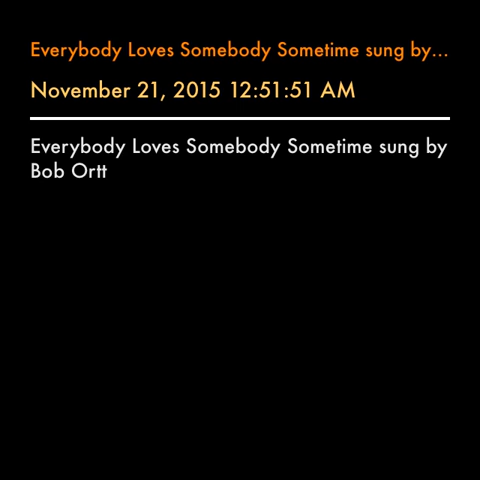 Everybody Loves Somebody Sometime sung by...
November 21, 2015 12:51:51 AM
Everybody Loves Somebody Sometime sung by
Bob Ortt